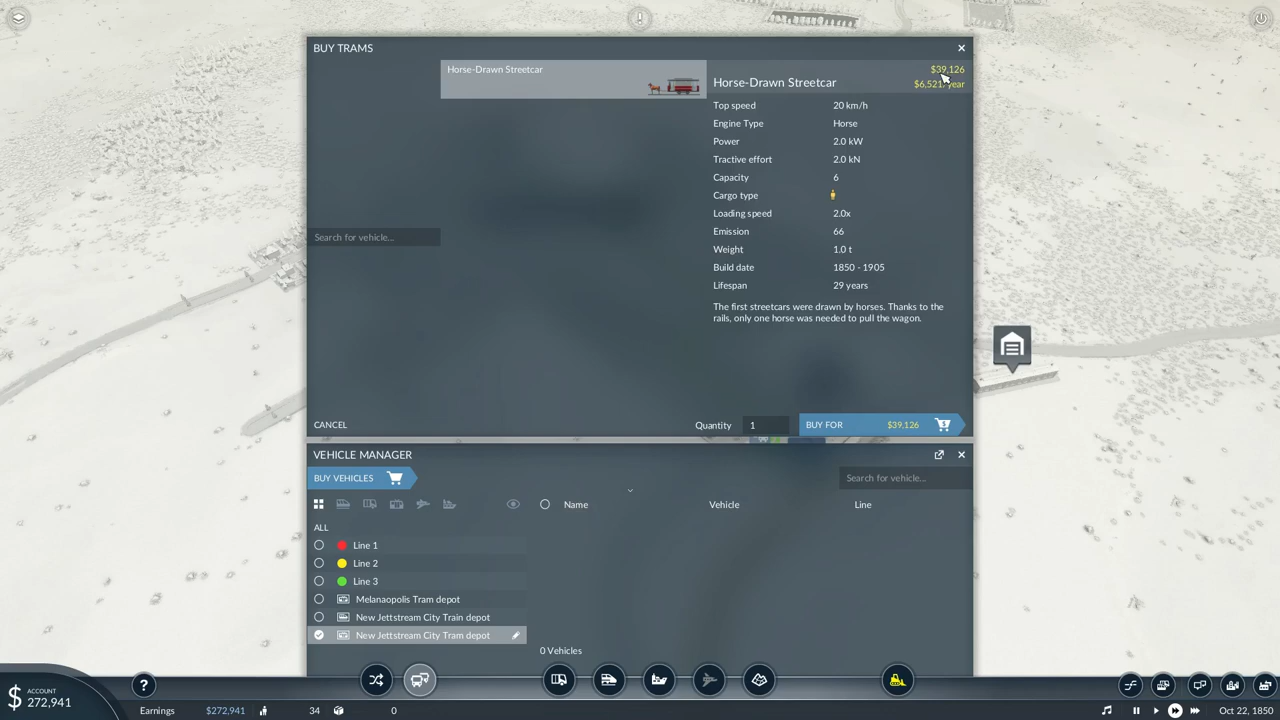 BUY TRAMS
Horse-Drawn Streetcar
$39,126
Horse-Drawn Streetcar
Top speed 20 km/h
Engine Type Horse
Power 2.0 kW
Tractive effort 2.0 kN
Capacity 6
Cargo type
Loading speed 2.0x
Search for vehicle...
Emission 66
Weight 1.0 t
Build date 1850 - 1905
Lifespan 29 years
The first streetcars were drawn by horses. Thanks to the
rails, only one horse was needed to pull the wagon.
CANCEL
Quantity 1 BUY FOR $39,126
VEHICLE MANAGER
BUY VEHICLES
Search for vehicle...
Name Vehicle Line
ALL
Line 1
Line 2
Line 3
Melanaopolis Tram depot
New Jettstream City Train depot
New Jettstream City Tram depot
0 Vehicles
$ ACCOUNT
272,941
?
Earnings $272,941 34 0
Oct 22, 1850